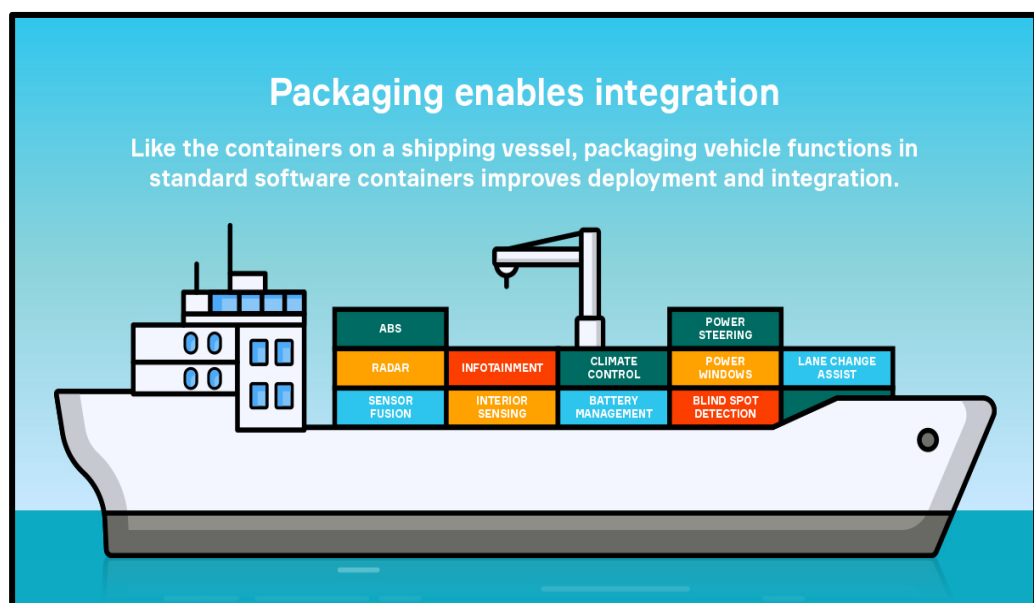 Packaging enables integration
Like the containers on a shipping vessel, packaging vehicle functions in
standard software containers improves deployment and integration.
ABS
POWER
STEERING
RADAR
INFOTAINMENT
CLIMATE
CONTROL
POWER
WINDOWS
LANE CHANGE
ASSIST
SENSOR
FUSION
INTERIOR
SENSING
BATTERY
MANAGEMENT
BLIND SPOT
DETECTION